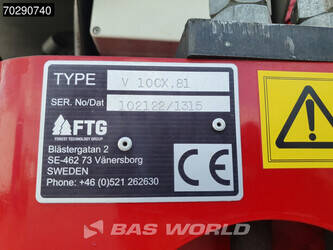 70290740
TYPE V 10CX.81
SER. No/Dat 102122/1315
FTG
FOREST TECHNOLOGY GROUP
Blästergatan 2
SE-462 73 Vänersborg
SWEDEN
Phone: +46 (0)521 262630
CE
BAS WORLD